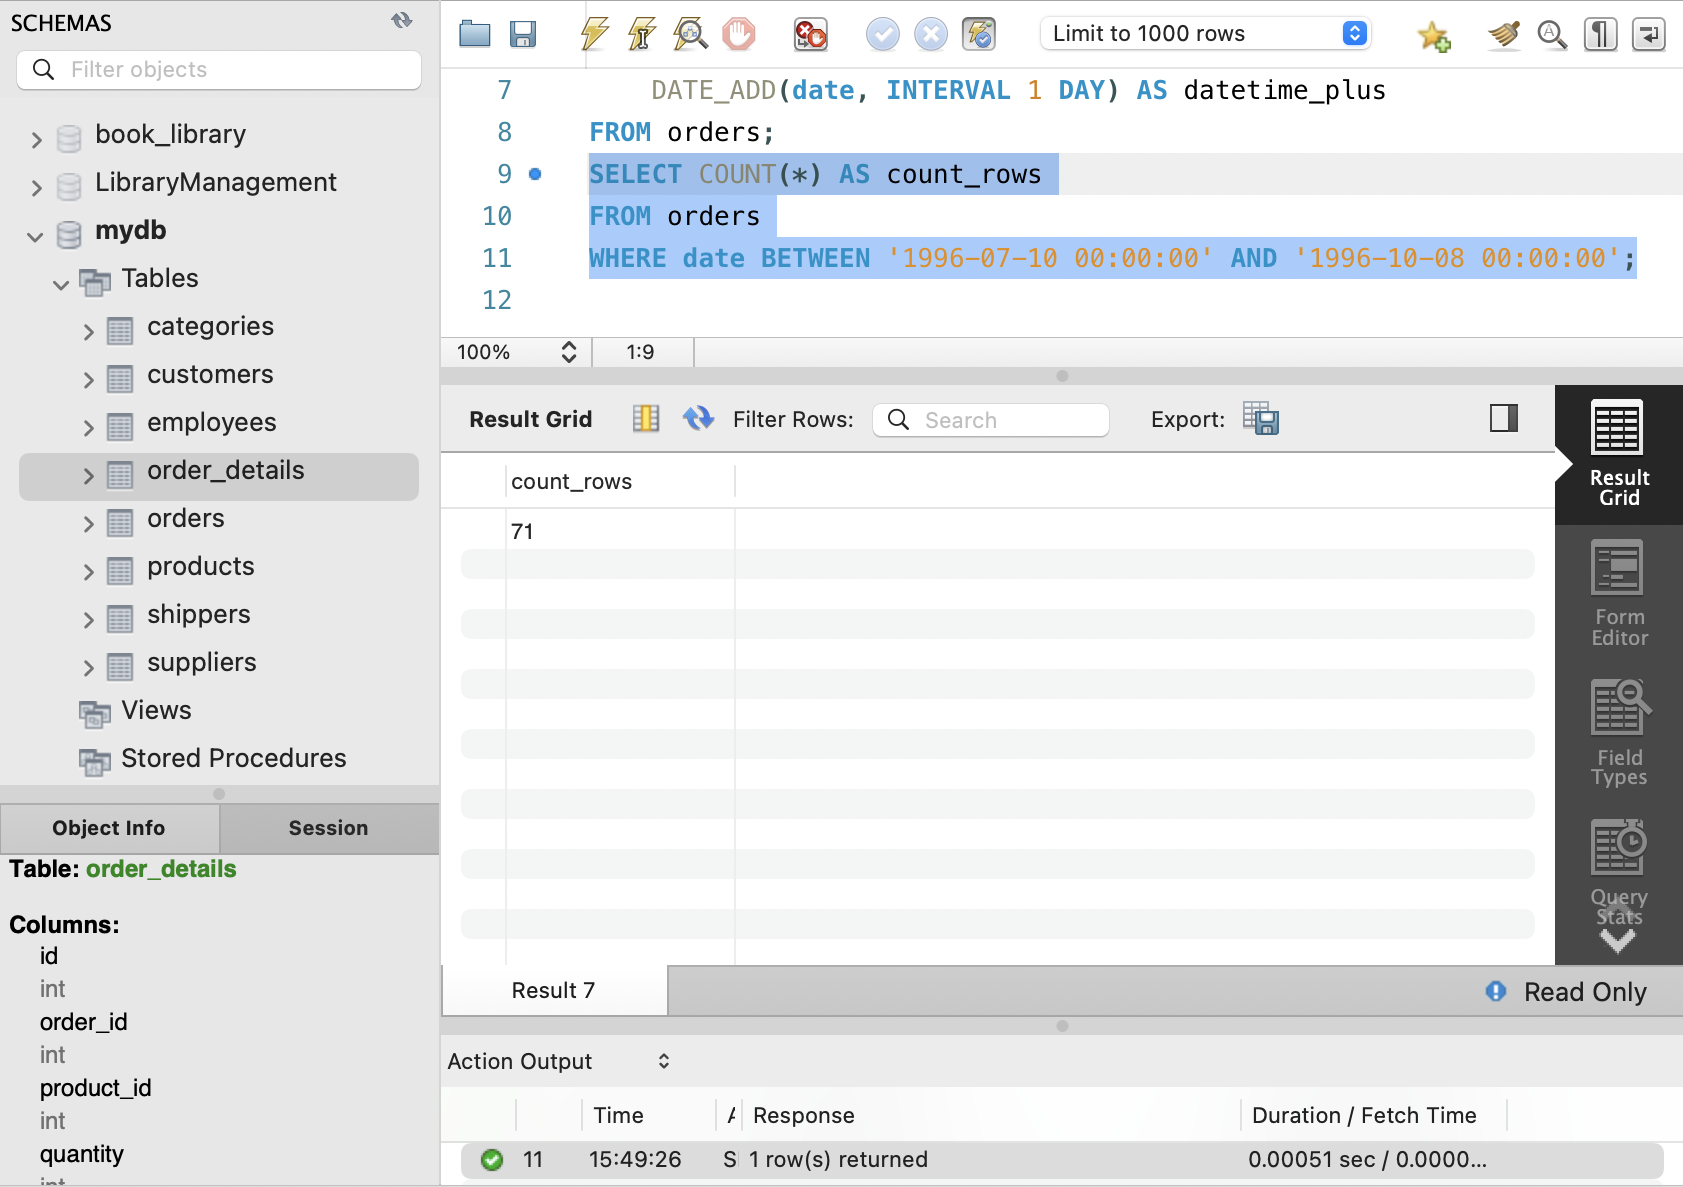 SCHEMAS
Filter objects
book_library
LibraryManagement
mydb
Tables
categories
customers
employees
order_details
orders
products
shippers
suppliers
Views
Stored Procedures
Object Info
Session
Table: order_details
Columns:
id
int
order_id
int
product_id
int
quantity
Limit to 1000 rows
7 DATE_ADD(date, INTERVAL 1 DAY) AS datetime_plus
8 FROM orders;
9 SELECT COUNT(*) AS count_rows
10 FROM orders
11 WHERE date BETWEEN '1996-07-10 00:00:00' AND '1996-10-08 00:00:00';
12
100% 1:9
Result Grid Filter Rows: Search Export:
count_rows
71
Result
Grid
Form
Editor
Field
Types
Query
Stats
Result 7 Read Only
Action Output
Time A Response Duration / Fetch Time
11 15:49:26 S 1 row(s) returned 0.00051 sec / 0.0000...